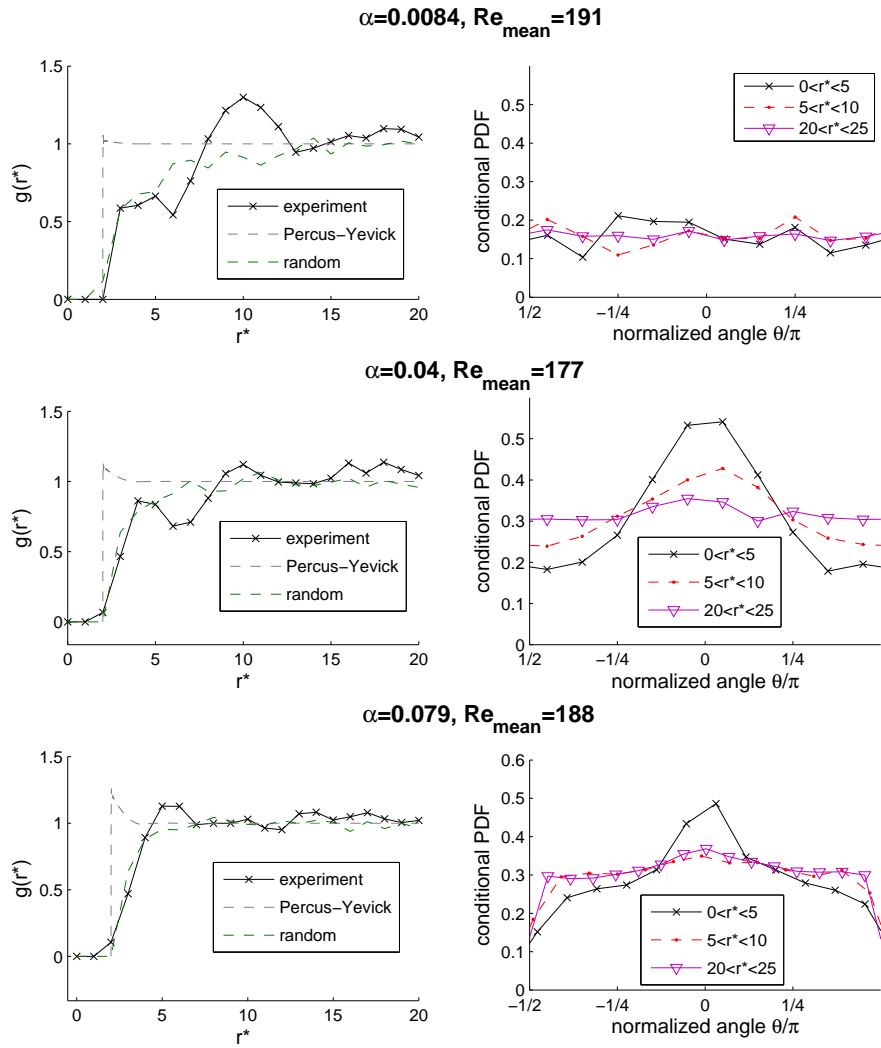 α=0.0084, Re_mean=191
1.5
1
0.5
0
g(r*)
experiment
Percus−Yevick
random
0 5 10 15 20
r*
0.5
0.4
0.3
0.2
0.1
0
conditional PDF
0<r*<5
5<r*<10
20<r*<25
1/2 −1/4 0 1/4
normalized angle θ/π
α=0.04, Re_mean=177
1.5
1
0.5
0
g(r*)
experiment
Percus−Yevick
random
0 5 10 15 20
r*
0.5
0.4
0.3
0.2
0.1
0
conditional PDF
0<r*<5
5<r*<10
20<r*<25
1/2 −1/4 0 1/4
normalized angle θ/π
α=0.079, Re_mean=188
1.5
1
0.5
0
g(r*)
experiment
Percus−Yevick
random
0 5 10 15 20
r*
0.6
0.5
0.4
0.3
0.2
0.1
0
conditional PDF
0<r*<5
5<r*<10
20<r*<25
−1/2 −1/4 0 1/4
normalized angle θ/π